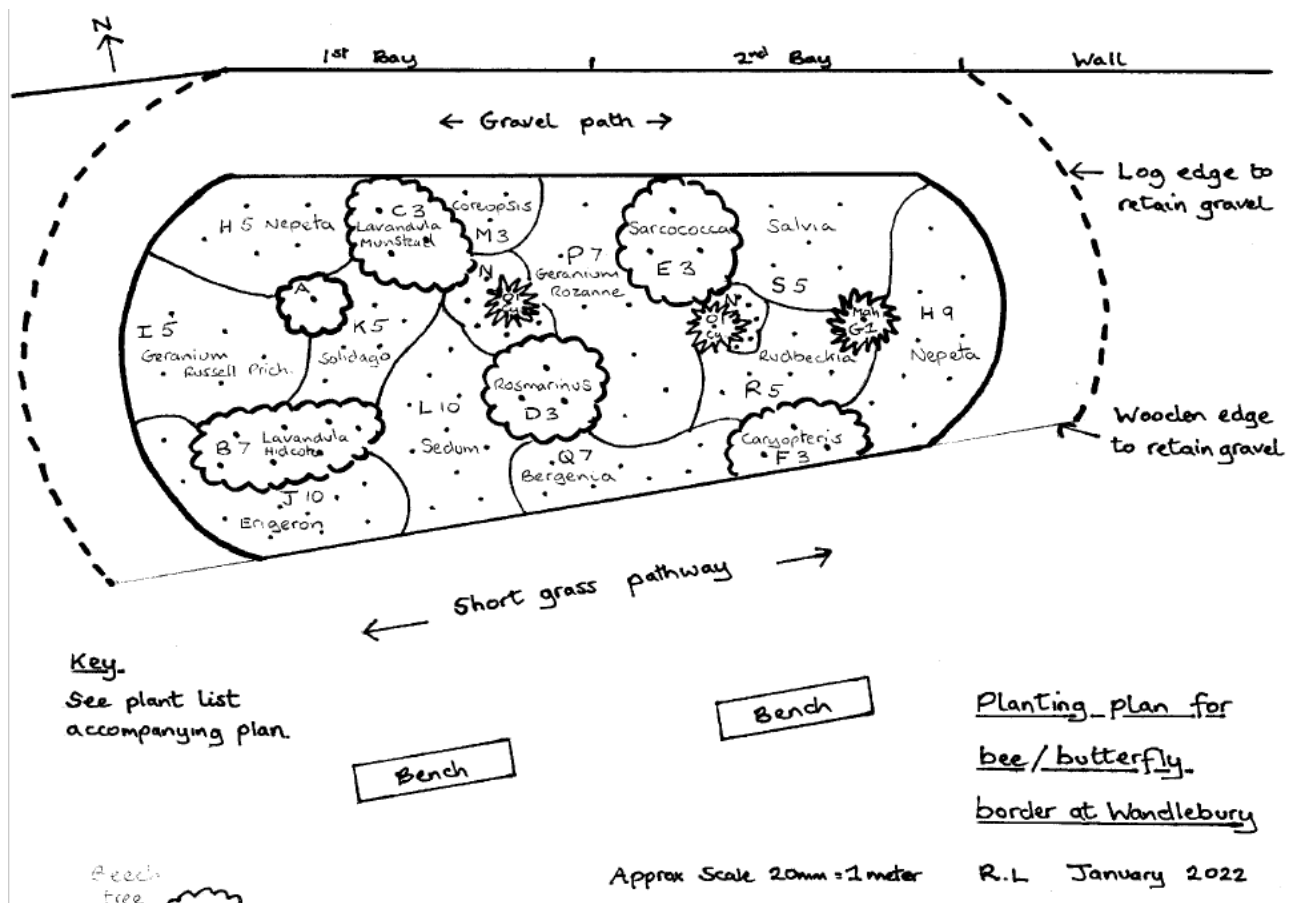 N
1st Bay
2nd Bay
Wall
← Gravel path →
Log edge to
retain gravel
H 5 Nepeta
C 3
Lavandula
Munstead
Coreopsis
M 3
N
P 7
Geranium
Rozanne
Sarcococca
E 3
Salvia
S 5
A
I 5
Geranium
Russell Prich.
K 5
Solidago
N
Mah
G1
H 9
Nepeta
Rudbeckia
R 5
Rosmarinus
D 3
L 10
Sedum
B 7 Lavandula
Hidcote
Caryopteris
F 3
Q 7
Bergenia
J 10
Erigeron
Wooden edge
to retain gravel
Short grass pathway
Key
See plant list
accompanying plan.
Bench
Bench
Planting plan for
bee/butterfly
border at Wandlebury
Beech
tree
Approx Scale 20mm = 1 meter
R.L January 2022